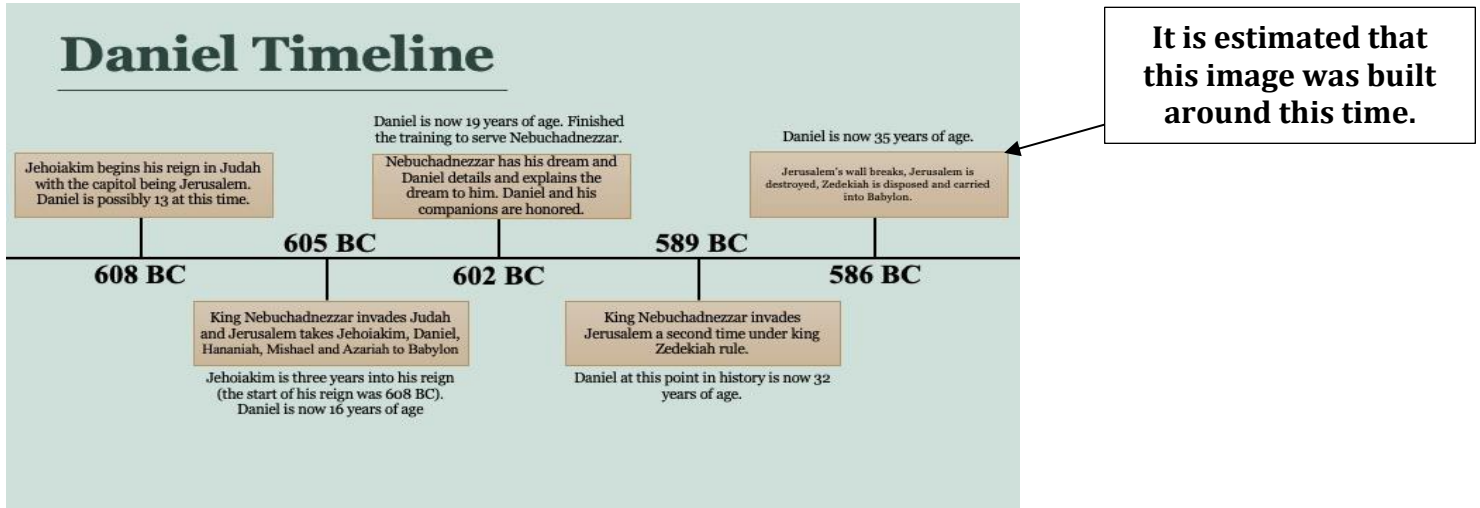 Daniel Timeline
It is estimated that
this image was built
around this time.
Jehoiakim begins his reign in Judah
with the capitol being Jerusalem.
Daniel is possibly 13 at this time.
608 BC
605 BC
King Nebuchadnezzar invades Judah
and Jerusalem takes Jehoiakim, Daniel,
Hananiah, Mishael and Azariah to Babylon
Jehoiakim is three years into his reign
(the start of his reign was 608 BC).
Daniel is now 16 years of age
Daniel is now 19 years of age. Finished
the training to serve Nebuchadnezzar.
Nebuchadnezzar has his dream and
Daniel details and explains the
dream to him. Daniel and his
companions are honored.
602 BC
589 BC
King Nebuchadnezzar invades
Jerusalem a second time under king
Zedekiah rule.
Daniel at this point in history is now 32
years of age.
Daniel is now 35 years of age.
Jerusalem's wall breaks, Jerusalem is
destroyed, Zedekiah is disposed and carried
into Babylon.
586 BC